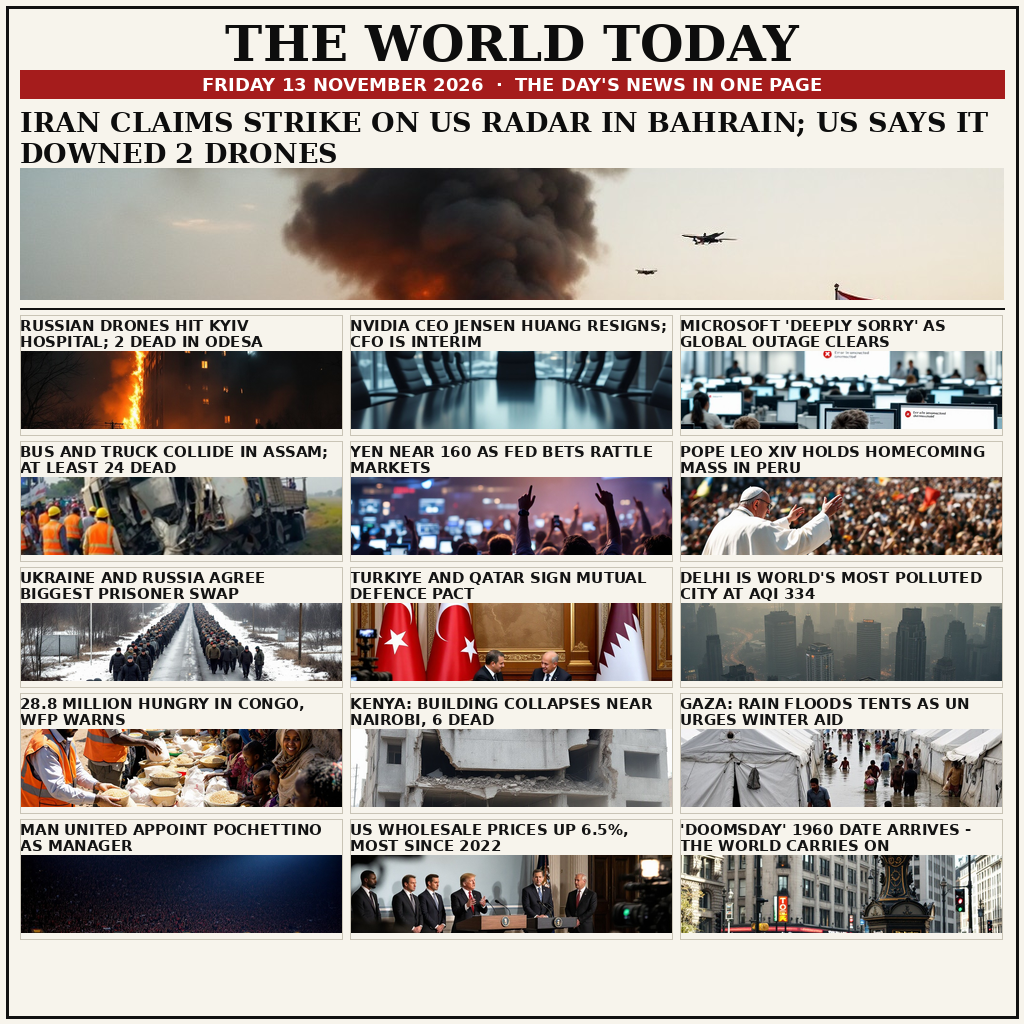 THE WORLD TODAY
FRIDAY 13 NOVEMBER 2026 · THE DAY'S NEWS IN ONE PAGE
IRAN CLAIMS STRIKE ON US RADAR IN BAHRAIN; US SAYS IT
DOWNED 2 DRONES
RUSSIAN DRONES HIT KYIV
HOSPITAL; 2 DEAD IN ODESA
NVIDIA CEO JENSEN HUANG RESIGNS;
CFO IS INTERIM
MICROSOFT 'DEEPLY SORRY' AS
GLOBAL OUTAGE CLEARS
BUS AND TRUCK COLLIDE IN ASSAM;
AT LEAST 24 DEAD
YEN NEAR 160 AS FED BETS RATTLE
MARKETS
POPE LEO XIV HOLDS HOMECOMING
MASS IN PERU
UKRAINE AND RUSSIA AGREE
BIGGEST PRISONER SWAP
TURKIYE AND QATAR SIGN MUTUAL
DEFENCE PACT
DELHI IS WORLD'S MOST POLLUTED
CITY AT AQI 334
28.8 MILLION HUNGRY IN CONGO,
WFP WARNS
KENYA: BUILDING COLLAPSES NEAR
NAIROBI, 6 DEAD
GAZA: RAIN FLOODS TENTS AS UN
URGES WINTER AID
MAN UNITED APPOINT POCHETTINO
AS MANAGER
US WHOLESALE PRICES UP 6.5%,
MOST SINCE 2022
'DOOMSDAY' 1960 DATE ARRIVES -
THE WORLD CARRIES ON